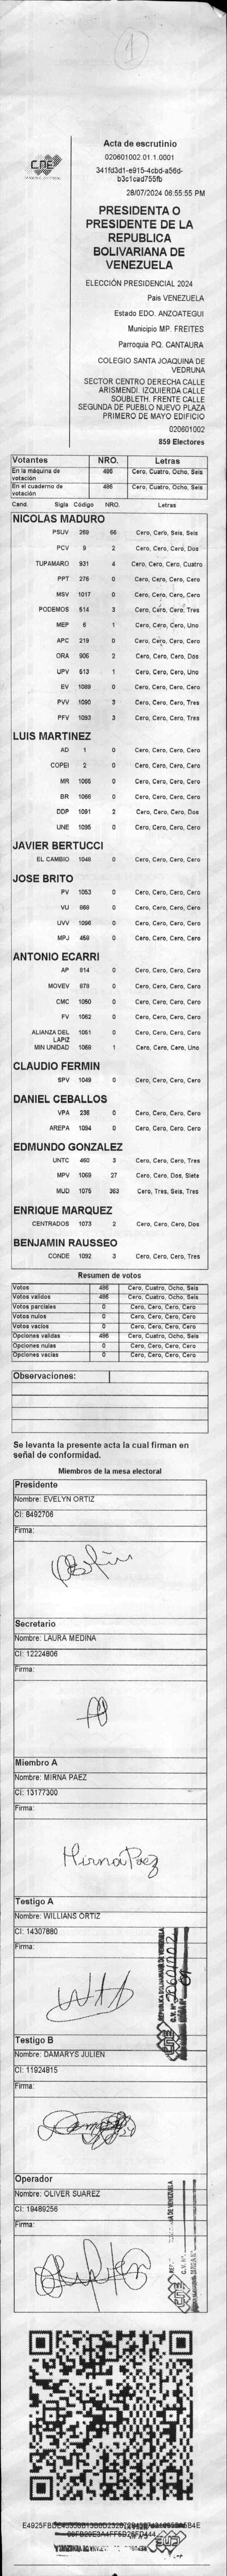 1
CNE
Acta de escrutinio
020601002.01.1.0001
341fd3d1-e915-4cbd-a56d-
b3c1cad755fb
28/07/2024 06:55:55 PM
PRESIDENTA O
PRESIDENTE DE LA
REPUBLICA
BOLIVARIANA DE
VENEZUELA
ELECCIÓN PRESIDENCIAL 2024
País VENEZUELA
Estado EDO. ANZOATEGUI
Municipio MP. FREITES
Parroquia PQ. CANTAURA
COLEGIO SANTA JOAQUINA DE
VEDRUNA
SECTOR CENTRO DERECHA CALLE
ARISMENDI. IZQUIERDA CALLE
SOUBLETH. FRENTE CALLE
SEGUNDA DE PUEBLO NUEVO PLAZA
PRIMERO DE MAYO EDIFICIO
020601002
859 Electores
Votantes NRO. Letras
En la máquina de votación 486 Cero, Cuatro, Ocho, Seis
En el cuaderno de votación 486 Cero, Cuatro, Ocho, Seis
Cand. Sigla Código NRO. Letras
NICOLAS MADURO
PSUV 269 66 Cero, Cero, Seis, Seis
PCV 9 2 Cero, Cero, Cero, Dos
TUPAMARO 931 4 Cero, Cero, Cero, Cuatro
PPT 276 0 Cero, Cero, Cero, Cero
MSV 1017 0 Cero, Cero, Cero, Cero
PODEMOS 514 3 Cero, Cero, Cero, Tres
MEP 6 1 Cero, Cero, Cero, Uno
APC 219 0 Cero, Cero, Cero, Cero
ORA 906 2 Cero, Cero, Cero, Dos
UPV 513 1 Cero, Cero, Cero, Uno
EV 1089 0 Cero, Cero, Cero, Cero
PVV 1090 3 Cero, Cero, Cero, Tres
PFV 1093 3 Cero, Cero, Cero, Tres
LUIS MARTINEZ
AD 1 0 Cero, Cero, Cero, Cero
COPEI 2 0 Cero, Cero, Cero, Cero
MR 1065 0 Cero, Cero, Cero, Cero
BR 1066 0 Cero, Cero, Cero, Cero
DDP 1091 2 Cero, Cero, Cero, Dos
UNE 1095 0 Cero, Cero, Cero, Cero
JAVIER BERTUCCI
EL CAMBIO 1048 0 Cero, Cero, Cero, Cero
JOSE BRITO
PV 1053 0 Cero, Cero, Cero, Cero
VU 868 0 Cero, Cero, Cero, Cero
UVV 1096 0 Cero, Cero, Cero, Cero
MPJ 459 0 Cero, Cero, Cero, Cero
ANTONIO ECARRI
AP 914 0 Cero, Cero, Cero, Cero
MOVEV 878 0 Cero, Cero, Cero, Cero
CMC 1050 0 Cero, Cero, Cero, Cero
FV 1062 0 Cero, Cero, Cero, Cero
ALIANZA DEL LAPIZ 1051 0 Cero, Cero, Cero, Cero
MIN UNIDAD 1068 1 Cero, Cero, Cero, Uno
CLAUDIO FERMIN
SPV 1049 0 Cero, Cero, Cero, Cero
DANIEL CEBALLOS
VPA 236 0 Cero, Cero, Cero, Cero
AREPA 1094 0 Cero, Cero, Cero, Cero
EDMUNDO GONZALEZ
UNTC 460 3 Cero, Cero, Cero, Tres
MPV 1069 27 Cero, Cero, Dos, Siete
MUD 1075 363 Cero, Tres, Seis, Tres
ENRIQUE MARQUEZ
CENTRADOS 1073 2 Cero, Cero, Cero, Dos
BENJAMIN RAUSSEO
CONDE 1092 3 Cero, Cero, Cero, Tres
Resumen de votos
Votos 486 Cero, Cuatro, Ocho, Seis
Votos validos 486 Cero, Cuatro, Ocho, Seis
Votos parciales 0 Cero, Cero, Cero, Cero
Votos nulos 0 Cero, Cero, Cero, Cero
Votos vacios 0 Cero, Cero, Cero, Cero
Opciones validas 486 Cero, Cuatro, Ocho, Seis
Opciones nulas 0 Cero, Cero, Cero, Cero
Opciones vacias 0 Cero, Cero, Cero, Cero
Observaciones:
Se levanta la presente acta la cual firman en
señal de conformidad.
Miembros de la mesa electoral
Presidente
Nombre: EVELYN ORTIZ
CI: 8492706
Firma:
Secretario
Nombre: LAURA MEDINA
CI: 12224806
Firma:
Miembro A
Nombre: MIRNA PAEZ
CI: 13177300
Firma:
Mirna Paez
Testigo A
Nombre: WILLIANS ORTIZ
CI: 14307880
Firma:
Testigo B
Nombre: DAMARYS JULIEN
CI: 11924815
Firma:
Operador
Nombre: OLIVER SUAREZ
CI: 19489256
Firma: